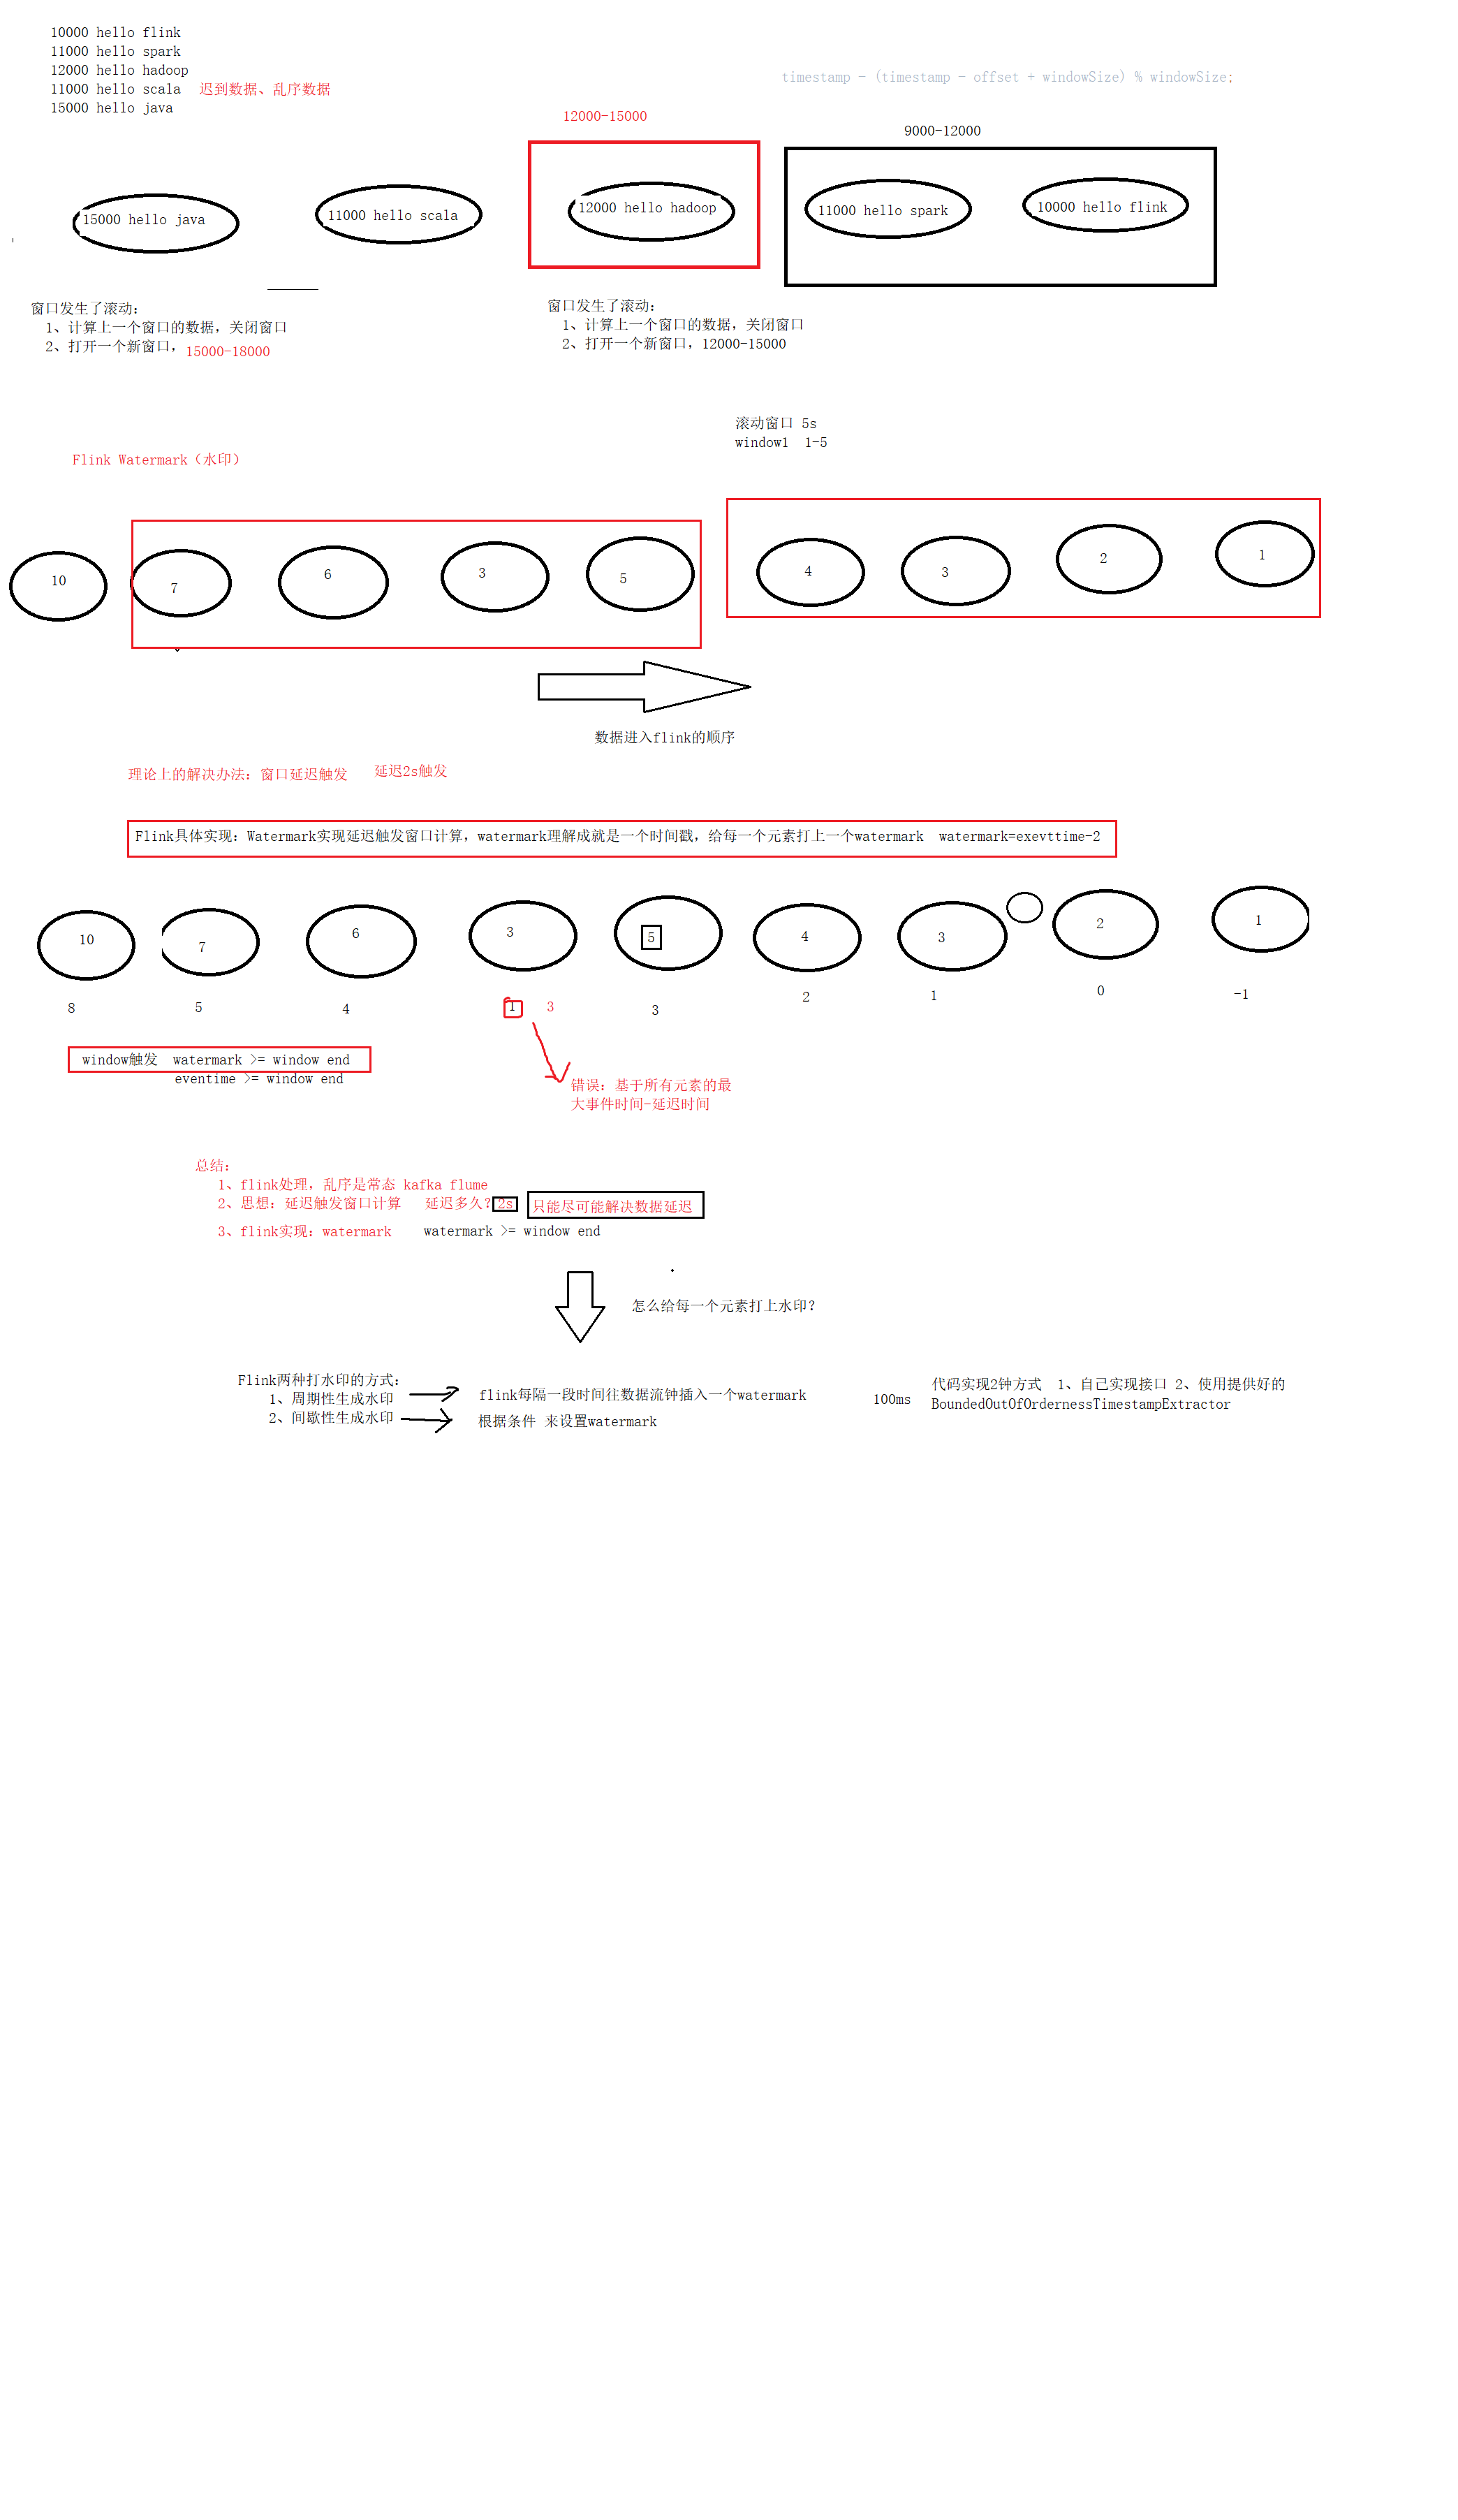 10000 hello flink
11000 hello spark
12000 hello hadoop
11000 hello scala 迟到数据、乱序数据
15000 hello java
timestamp - (timestamp - offset + windowSize) % windowSize;
12000-15000
9000-12000
15000 hello java
11000 hello scala
12000 hello hadoop
11000 hello spark
10000 hello flink
窗口发生了滚动:
1、计算上一个窗口的数据，关闭窗口
2、打开一个新窗口，15000-18000
窗口发生了滚动:
1、计算上一个窗口的数据，关闭窗口
2、打开一个新窗口，12000-15000
滚动窗口 5s
window1 1-5
Flink Watermark（水印）
10 7 6 3 5 4 3 2 1
数据进入flink的顺序
理论上的解决办法: 窗口延迟触发 延迟2s触发
Flink具体实现: Watermark实现延迟触发窗口计算，watermark理解成就是一个时间戳，给每一个元素打上一个watermark watermark=exevttime-2
10 7 6 3 5 4 3 2 1
8 5 4 1 3 3 2 1 0 -1
window触发 watermark >= window end
eventime >= window end
错误: 基于所有元素的最
大事件时间-延迟时间
总结:
1、flink处理，乱序是常态 kafka flume
2、思想: 延迟触发窗口计算 延迟多久? 2s 只能尽可能解决数据延迟
3、flink实现: watermark watermark >= window end
怎么给每一个元素打上水印?
Flink两种打水印的方式:
1、周期性生成水印
2、间歇性生成水印
flink每隔一段时间往数据流钟插入一个watermark
根据条件 来设置watermark
100ms
代码实现2钟方式 1、自己实现接口 2、使用提供好的
BoundedOutOfOrdernessTimestampExtractor